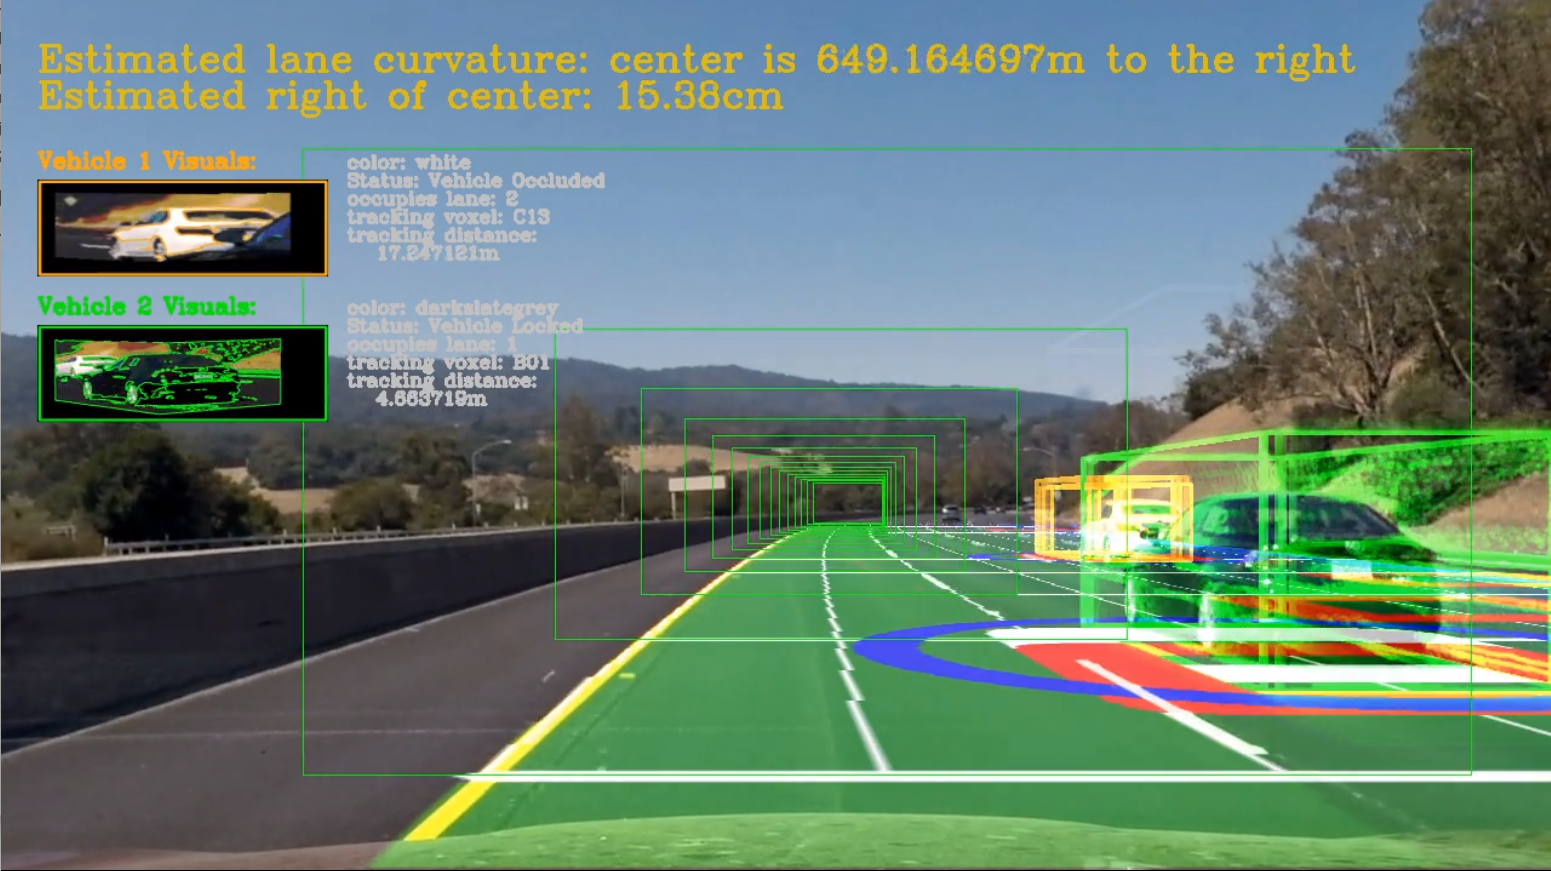 Estimated lane curvature: center is 649.164697m to the right
Estimated right of center: 15.38cm
Vehicle 1 Visuals:
color: white
Status: Vehicle Occluded
occupies lane: 2
tracking voxel: C13
tracking distance:
17.247121m
Vehicle 2 Visuals:
color: darkslategrey
Status: Vehicle Locked
occupies lane: 1
tracking voxel: B01
tracking distance:
4.663719m